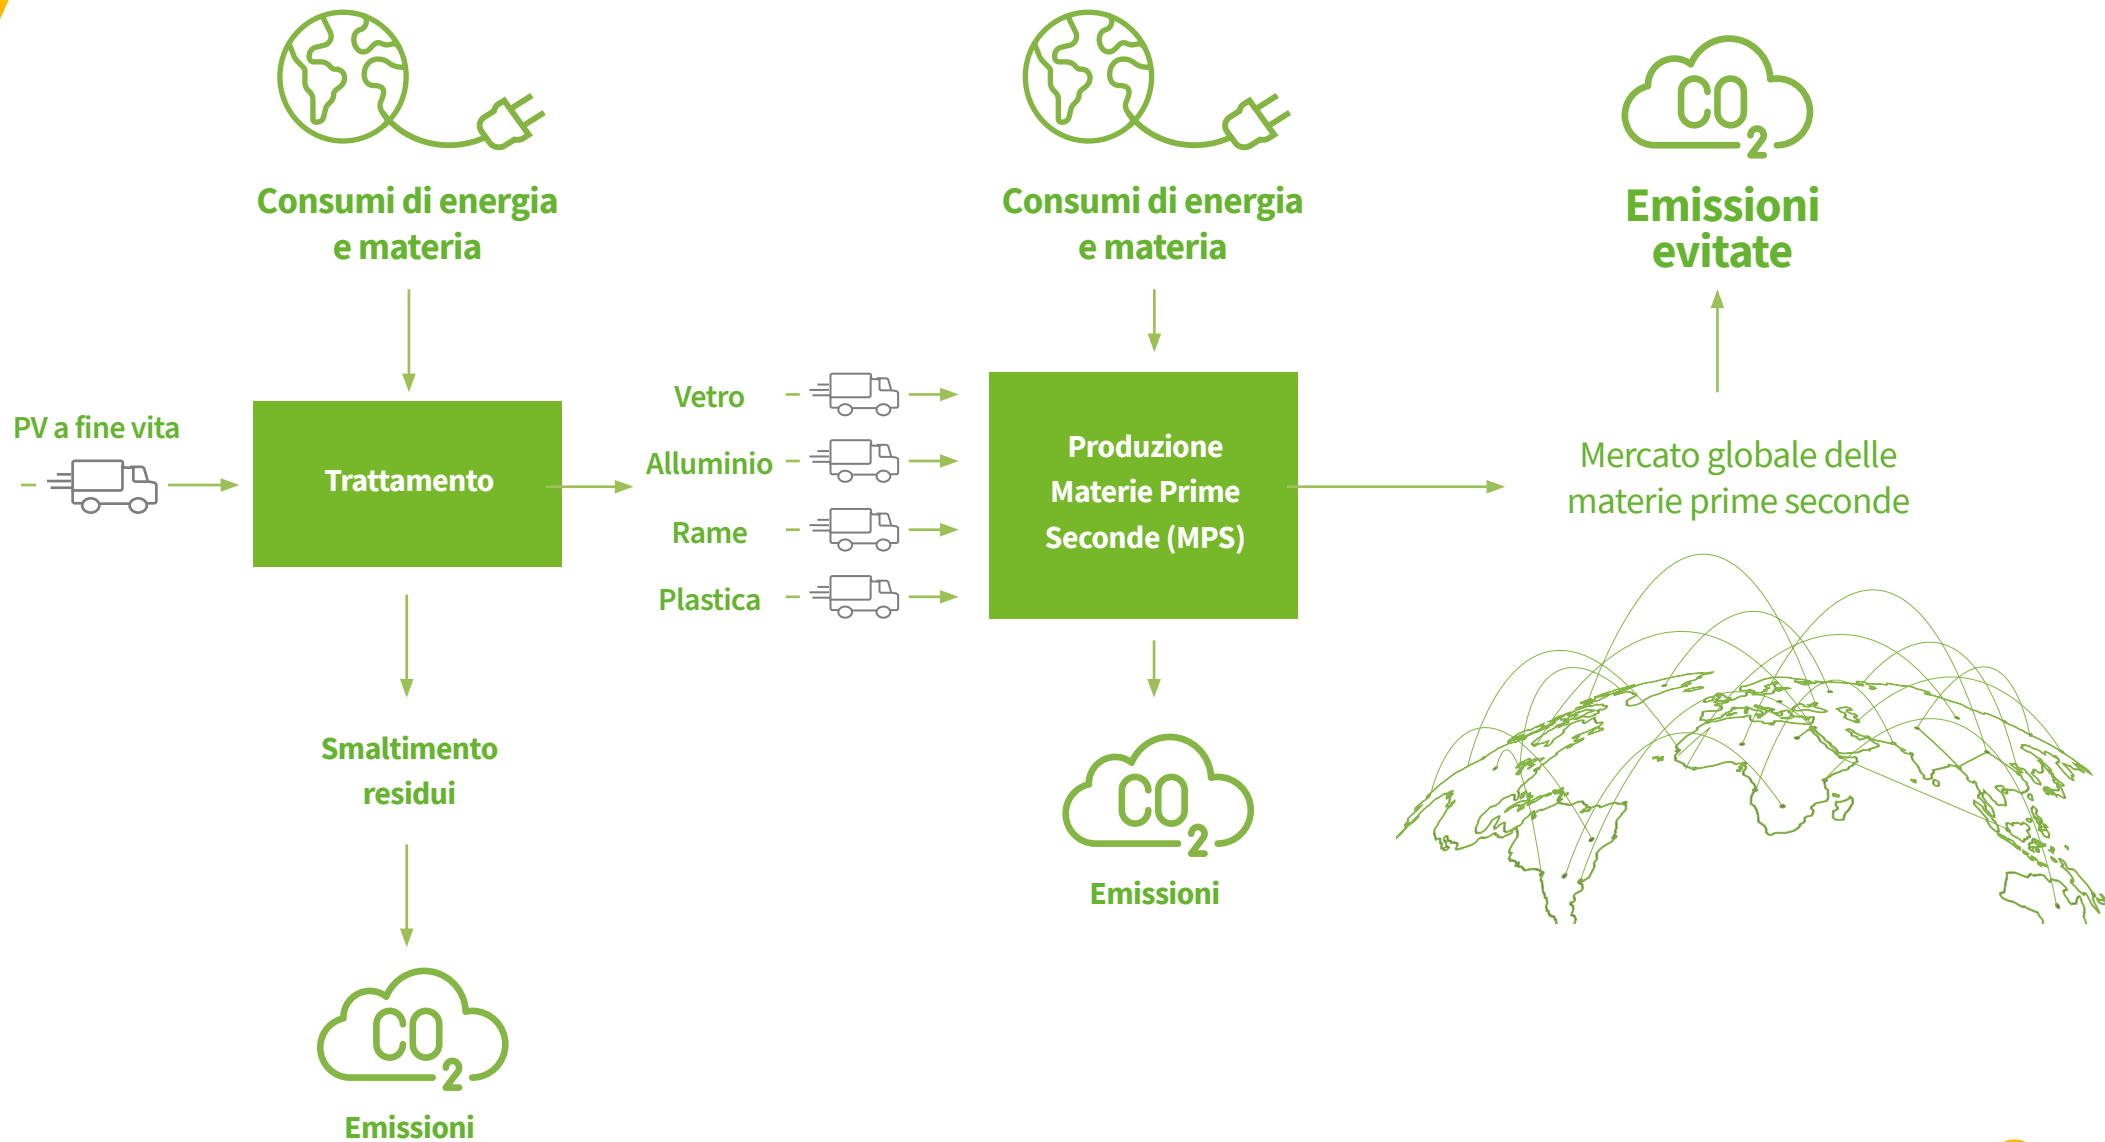 Consumi di energia
e materia
Consumi di energia
e materia
CO2
Emissioni
evitate
PV a fine vita
Trattamento
Vetro
Alluminio
Rame
Plastica
Produzione
Materie Prime
Seconde (MPS)
Mercato globale delle
materie prime seconde
Smaltimento
residui
CO2
Emissioni
CO2
Emissioni